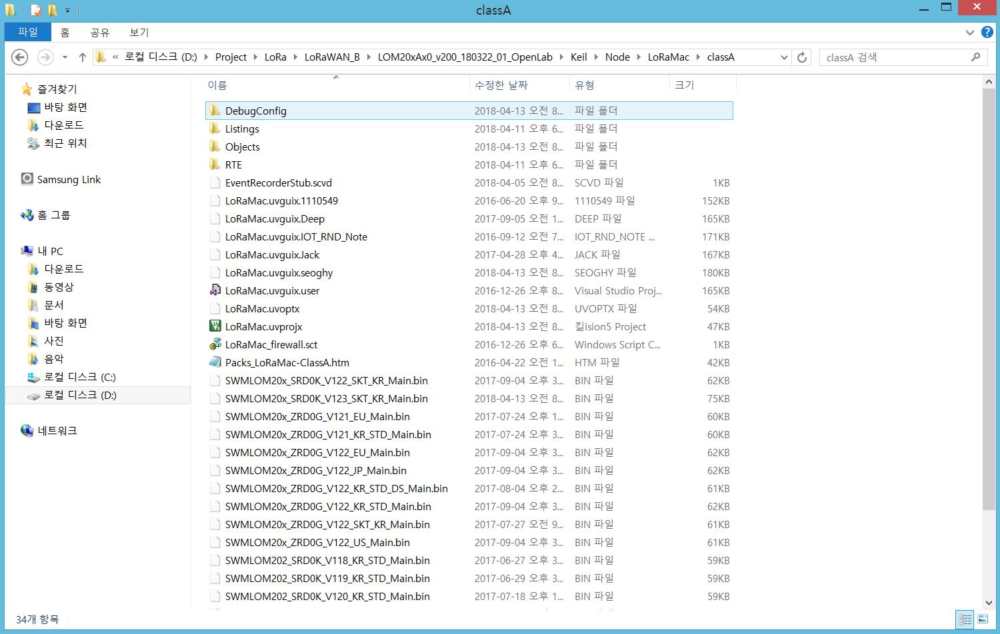 classA
파일 홈 공유 보기
« 로컬 디스크 (D:) Project LoRa LoRaWAN_B LOM20xAx0_v200_180322_01_OpenLab Keil Node LoRaMac classA
classA 검색
즐겨찾기
바탕 화면
다운로드
최근 위치
Samsung Link
홈 그룹
내 PC
다운로드
동영상
문서
바탕 화면
사진
음악
로컬 디스크 (C:)
로컬 디스크 (D:)
네트워크
이름 수정한 날짜 유형 크기
DebugConfig 2018-04-13 오전 8... 파일 폴더
Listings 2018-04-11 오후 6... 파일 폴더
Objects 2018-04-13 오전 8... 파일 폴더
RTE 2018-04-11 오후 6... 파일 폴더
EventRecorderStub.scvd 2018-04-05 오전 8... SCVD 파일 1KB
LoRaMac.uvguix.1110549 2016-06-20 오후 9... 1110549 파일 152KB
LoRaMac.uvguix.Deep 2017-09-05 오전 1... DEEP 파일 165KB
LoRaMac.uvguix.IOT_RND_Note 2016-09-12 오전 7... IOT_RND_NOTE ... 171KB
LoRaMac.uvguix.Jack 2017-04-28 오후 4... JACK 파일 167KB
LoRaMac.uvguix.seoghy 2018-04-13 오전 8... SEOGHY 파일 180KB
LoRaMac.uvguix.user 2016-12-26 오전 8... Visual Studio Proj... 165KB
LoRaMac.uvoptx 2018-04-13 오전 8... UVOPTX 파일 54KB
LoRaMac.uvprojx 2018-04-13 오전 8... 킮ision5 Project 47KB
LoRaMac_firewall.sct 2016-12-26 오후 6... Windows Script C... 1KB
Packs_LoRaMac-ClassA.htm 2016-04-22 오전 1... HTM 파일 42KB
SWMLOM20x_SRD0K_V122_SKT_KR_Main.bin 2017-09-04 오후 3... BIN 파일 62KB
SWMLOM20x_SRD0K_V123_SKT_KR_Main.bin 2018-04-13 오전 8... BIN 파일 75KB
SWMLOM20x_ZRD0G_V121_EU_Main.bin 2017-07-24 오후 1... BIN 파일 60KB
SWMLOM20x_ZRD0G_V121_KR_STD_Main.bin 2017-07-24 오후 3... BIN 파일 60KB
SWMLOM20x_ZRD0G_V122_EU_Main.bin 2017-09-04 오후 3... BIN 파일 62KB
SWMLOM20x_ZRD0G_V122_JP_Main.bin 2017-09-04 오후 3... BIN 파일 62KB
SWMLOM20x_ZRD0G_V122_KR_STD_DS_Main.bin 2017-08-04 오후 2... BIN 파일 61KB
SWMLOM20x_ZRD0G_V122_KR_STD_Main.bin 2017-09-04 오후 3... BIN 파일 62KB
SWMLOM20x_ZRD0G_V122_SKT_KR_Main.bin 2017-07-27 오전 9... BIN 파일 61KB
SWMLOM20x_ZRD0G_V122_US_Main.bin 2017-09-04 오후 3... BIN 파일 61KB
SWMLOM202_SRD0K_V118_KR_STD_Main.bin 2017-06-27 오후 3... BIN 파일 59KB
SWMLOM202_SRD0K_V119_KR_STD_Main.bin 2017-06-29 오후 3... BIN 파일 59KB
SWMLOM202_SRD0K_V120_KR_STD_Main.bin 2017-07-18 오후 1... BIN 파일 59KB
34개 항목